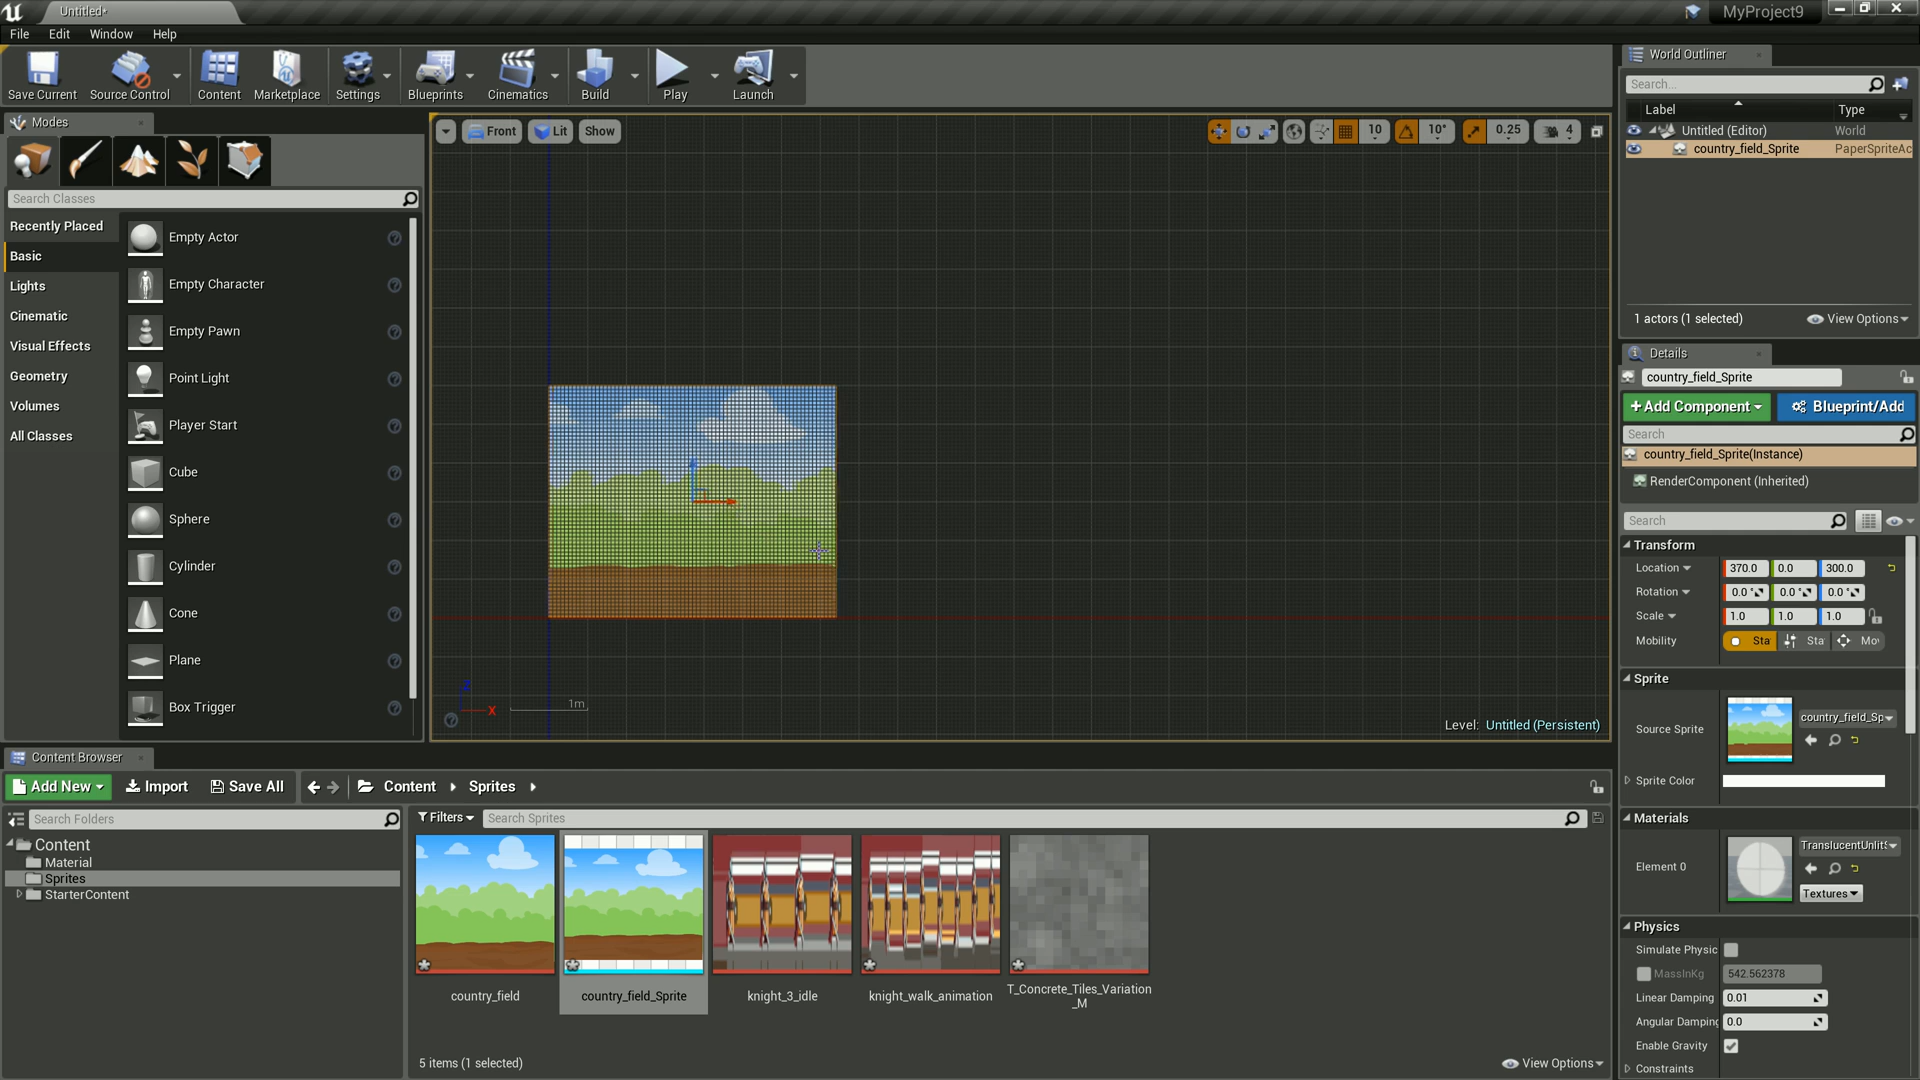 Untitled*
MyProject9
File Edit Window Help
Save Current Source Control Content Marketplace Settings Blueprints Cinematics Build Play Launch
Modes
Search Classes
Recently Placed
Basic
Lights
Cinematic
Visual Effects
Geometry
Volumes
All Classes
Empty Actor
Empty Character
Empty Pawn
Point Light
Player Start
Cube
Sphere
Cylinder
Cone
Plane
Box Trigger
Front Lit Show
10 10° 0.25 4
Z
X
1m
Level: Untitled (Persistent)
World Outliner
Search...
Label Type
Untitled (Editor) World
country_field_Sprite PaperSpriteAc
1 actors (1 selected) View Options
Details
country_field_Sprite
+Add Component Blueprint/Add
Search
country_field_Sprite(Instance)
RenderComponent (Inherited)
Search
Transform
Location 370.0 0.0 300.0
Rotation 0.0 ° 0.0 ° 0.0 °
Scale 1.0 1.0 1.0
Mobility Sta Sta Mov
Sprite
Source Sprite country_field_Sp
Sprite Color
Materials
Element 0 TranslucentUnlitS
Textures
Physics
Simulate Physic
MassInKg 542.562378
Linear Damping 0.01
Angular Damping 0.0
Enable Gravity
Constraints
Content Browser
Add New Import Save All Content Sprites
Search Folders
Content
Material
Sprites
StarterContent
Filters Search Sprites
country_field
country_field_Sprite
knight_3_idle
knight_walk_animation
T_Concrete_Tiles_Variation
_M
5 items (1 selected) View Options